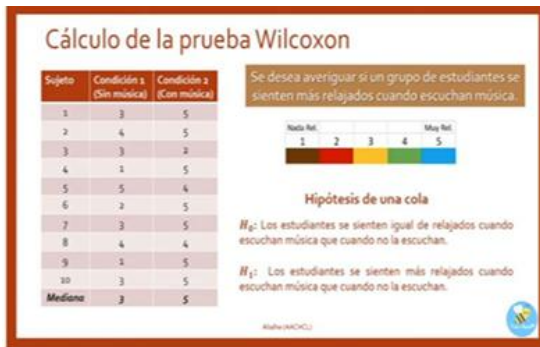 Cálculo de la prueba Wilcoxon
Sujeto Condición 1 (Sin música) Condición 2 (Con música)
1 3 5
2 4 5
3 3 2
4 1 5
5 5 4
6 2 5
7 3 5
8 4 4
9 1 5
10 3 5
Mediana 3 5
Se desea averiguar si un grupo de estudiantes se
sienten más relajados cuando escuchan música.
Nada Rel. Muy Rel.
1 2 3 4 5
Hipótesis de una cola
H₀: Los estudiantes se sienten igual de relajados cuando
escuchan música que cuando no la escuchan.
H₁: Los estudiantes se sienten más relajados cuando
escuchan música que cuando no la escuchan.